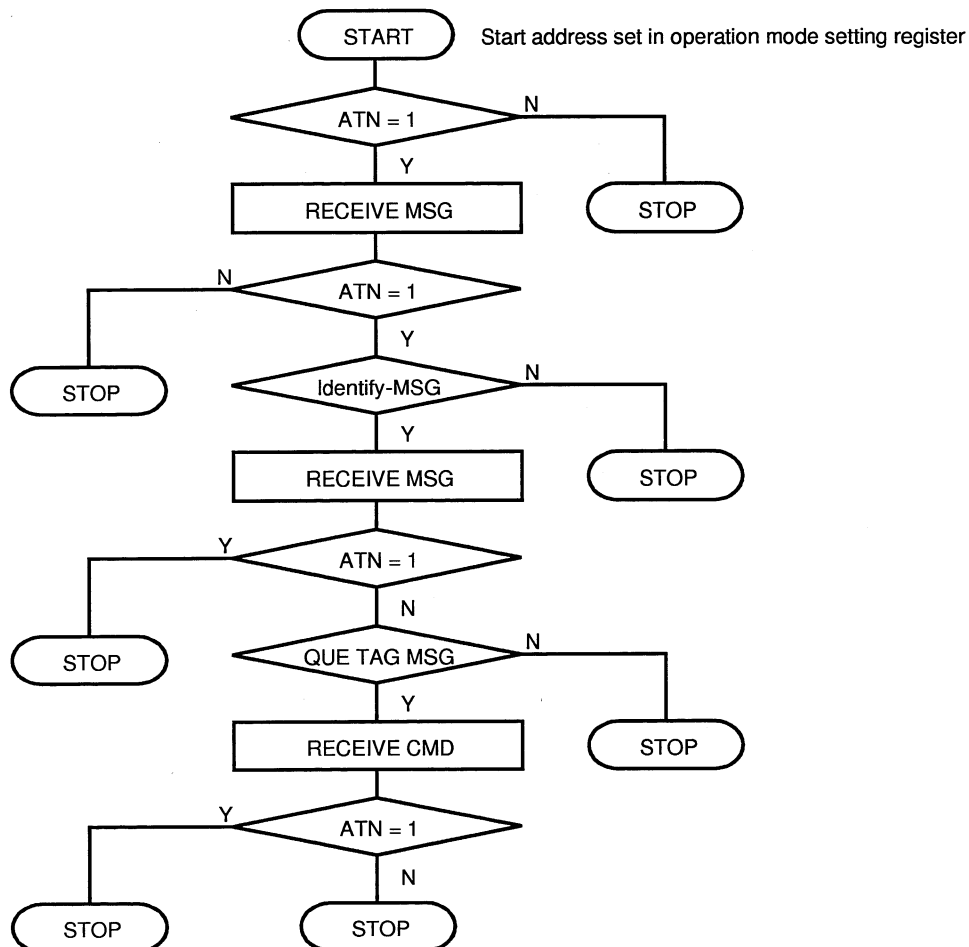 START Start address set in operation mode setting register
ATN = 1 N
Y
RECEIVE MSG STOP
N ATN = 1
Y
STOP Identify-MSG N
Y
RECEIVE MSG STOP
Y ATN = 1
N
STOP QUE TAG MSG N
Y
RECEIVE CMD STOP
Y ATN = 1
N
STOP STOP